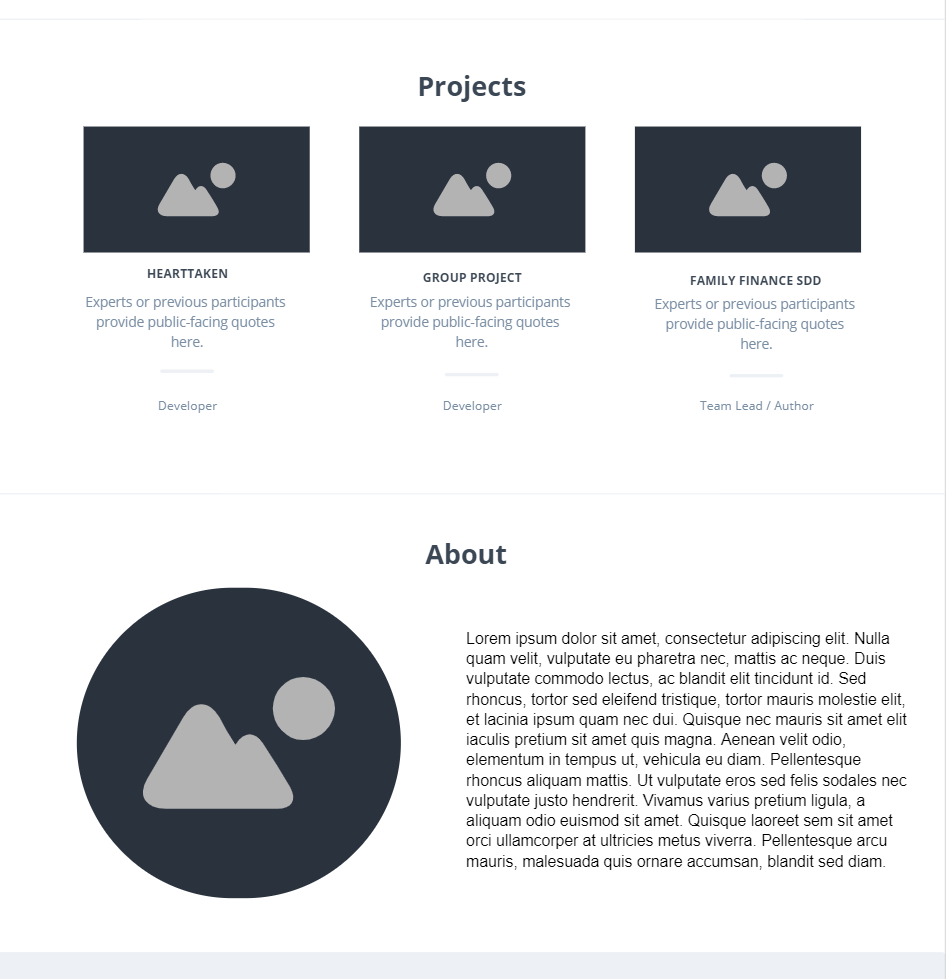 Projects
HEARTTAKEN
Experts or previous participants
provide public-facing quotes
here.
Developer
GROUP PROJECT
Experts or previous participants
provide public-facing quotes
here.
Developer
FAMILY FINANCE SDD
Experts or previous participants
provide public-facing quotes
here.
Team Lead / Author
About
Lorem ipsum dolor sit amet, consectetur adipiscing elit. Nulla
quam velit, vulputate eu pharetra nec, mattis ac neque. Duis
vulputate commodo lectus, ac blandit elit tincidunt id. Sed
rhoncus, tortor sed eleifend tristique, tortor mauris molestie elit,
et lacinia ipsum quam nec dui. Quisque nec mauris sit amet elit
iaculis pretium sit amet quis magna. Aenean velit odio,
elementum in tempus ut, vehicula eu diam. Pellentesque
rhoncus aliquam mattis. Ut vulputate eros sed felis sodales nec
vulputate justo hendrerit. Vivamus varius pretium ligula, a
aliquam odio euismod sit amet. Quisque laoreet sem sit amet
orci ullamcorper at ultricies metus viverra. Pellentesque arcu
mauris, malesuada quis ornare accumsan, blandit sed diam.